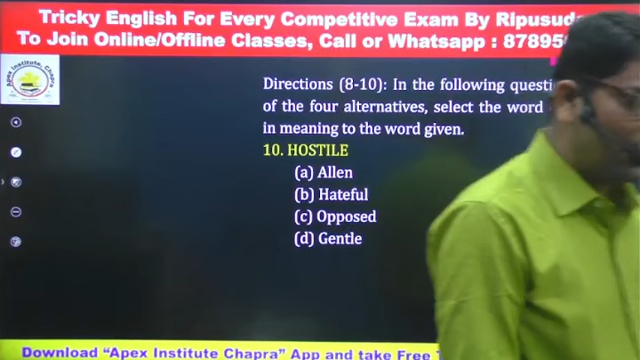 Tricky English For Every Competitive Exam By Ripusuda
To Join Online/Offline Classes, Call or Whatsapp : 87895
Apex Institute, Chapra
Directions (8-10): In the following questi
of the four alternatives, select the word
in meaning to the word given.
10. HOSTILE
(a) Allen
(b) Hateful
(c) Opposed
(d) Gentle
Download “Apex Institute Chapra” App and take Free